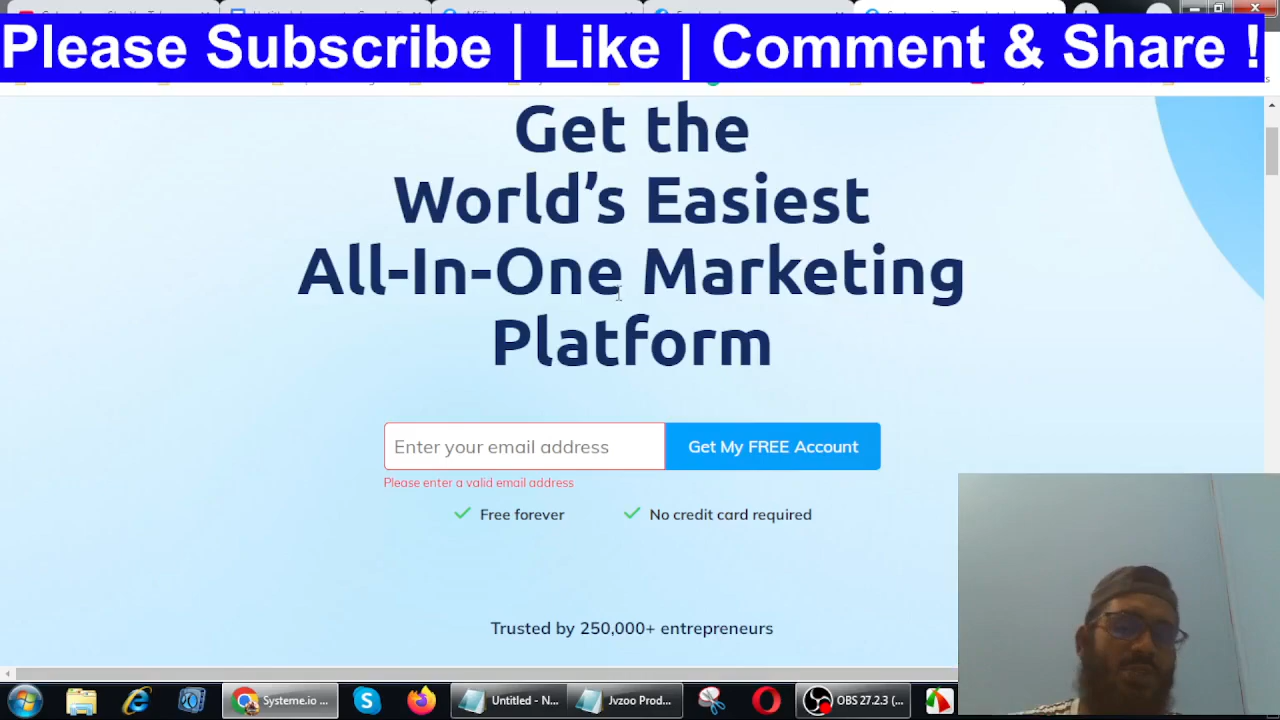 Please Subscribe | Like | Comment & Share !
Get the
World's Easiest
All-In-One Marketing
Platform
Enter your email address
Get My FREE Account
Please enter a valid email address
Free forever
No credit card required
Trusted by 250,000+ entrepreneurs
Systeme.io ...
Untitled - N...
Jvzoo Prod...
OBS 27.2.3 (...